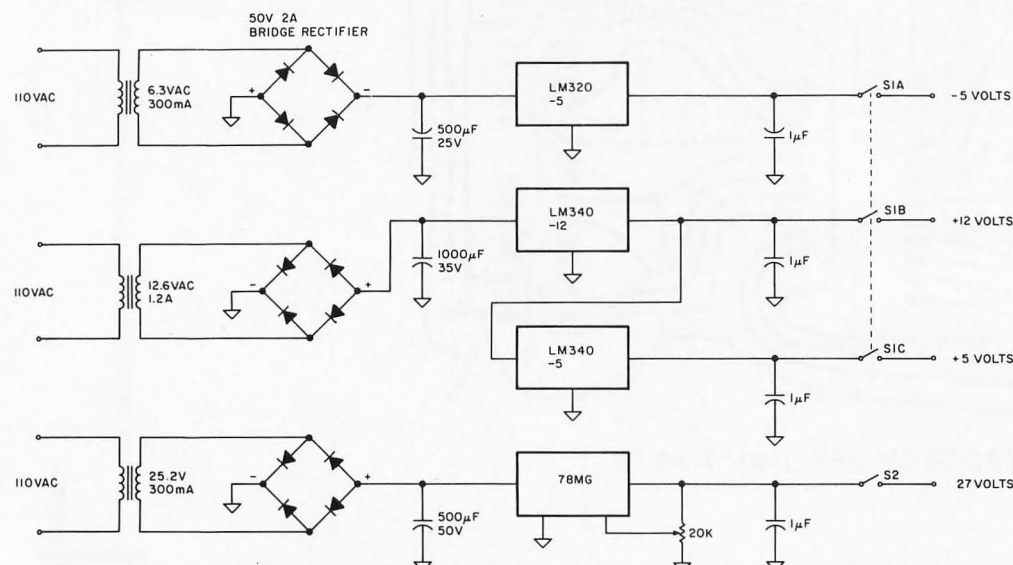 50V 2A
BRIDGE RECTIFIER
110VAC
6.3VAC
300mA
+
-
500µF
25V
LM320
-5
1µF
S1A
-5 VOLTS
110VAC
12.6VAC
1.2A
-
+
1000µF
35V
LM340
-12
1µF
S1B
+12 VOLTS
LM340
-5
1µF
S1C
+5 VOLTS
110VAC
25.2V
300mA
-
+
500µF
50V
78MG
20K
1µF
S2
27 VOLTS